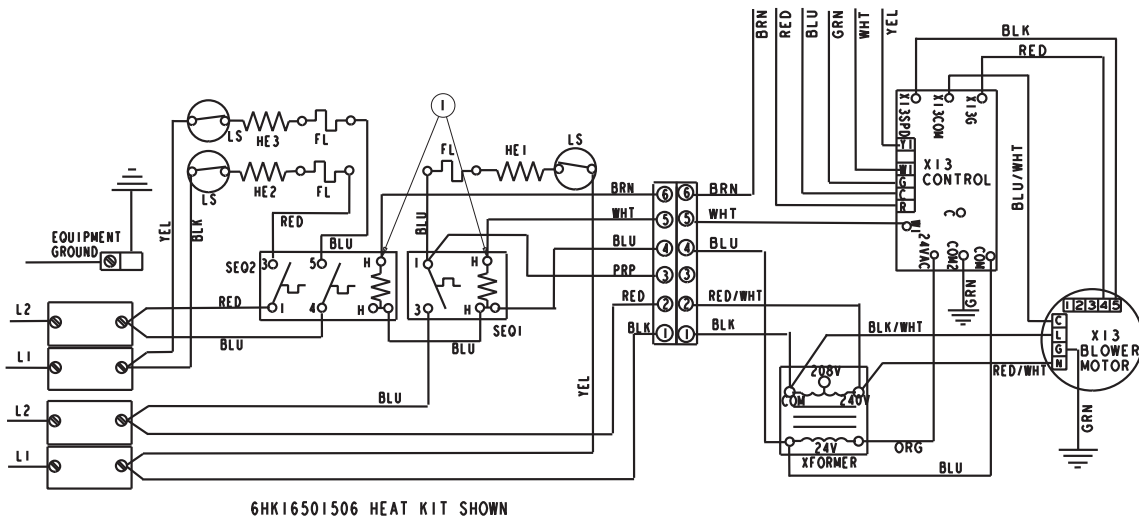 BRN
RED
BLU
GRN
WHT
YEL
BLK
RED
X13SPD
X13COM
X13G
Y1
W1
G
C
R
X13
CONTROL
BLU/WHT
C
W1
24VAC
COM2
COM
GRN
1
LS
HE3
FL
LS
HE2
FL
FL
HE1
LS
YEL
BLK
RED
BLU
BLU
EQUIPMENT
GROUND
SEQ2
3
5
H
1
4
H
1
H
3
H
SEQ1
BLU
BRN
WHT
BLU
PRP
RED
BLK
6
5
4
3
2
1
6
5
4
3
2
1
BRN
WHT
BLU
RED/WHT
BLK
L2
L1
L2
L1
RED
BLU
BLU
YEL
BLK/WHT
RED/WHT
208V
COM
240V
24V
XFORMER
ORG
BLU
1 2 3 4 5
C
L
G
N
X13
BLOWER
MOTOR
GRN
6HK16501506 HEAT KIT SHOWN